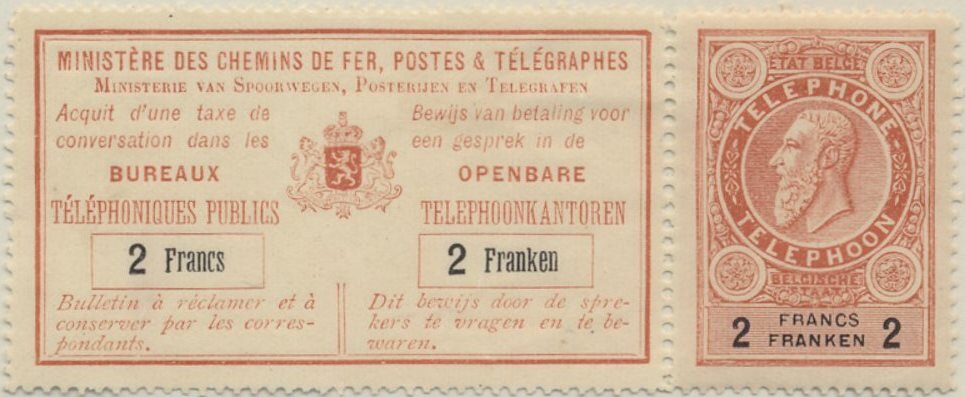 MINISTÈRE DES CHEMINS DE FER, POSTES & TÉLÉGRAPHES
MINISTERIE VAN SPOORWEGEN, POSTERIJEN EN TELEGRAFEN
Acquit d'une taxe de
conversation dans les
BUREAUX
TÉLÉPHONIQUES PUBLICS
2 Francs
Bulletin à réclamer et à
conserver par les corres-
pondants.
Bewijs van betaling voor
een gesprek in de
OPENBARE
TELEPHOONKANTOREN
2 Franken
Dit bewijs door de spre-
kers te vragen en te be-
waren.
ETAT BELGE
TELEPHONE
TELEPHOON
BELGISCHE
STAAT
2 FRANCS 2
FRANKEN